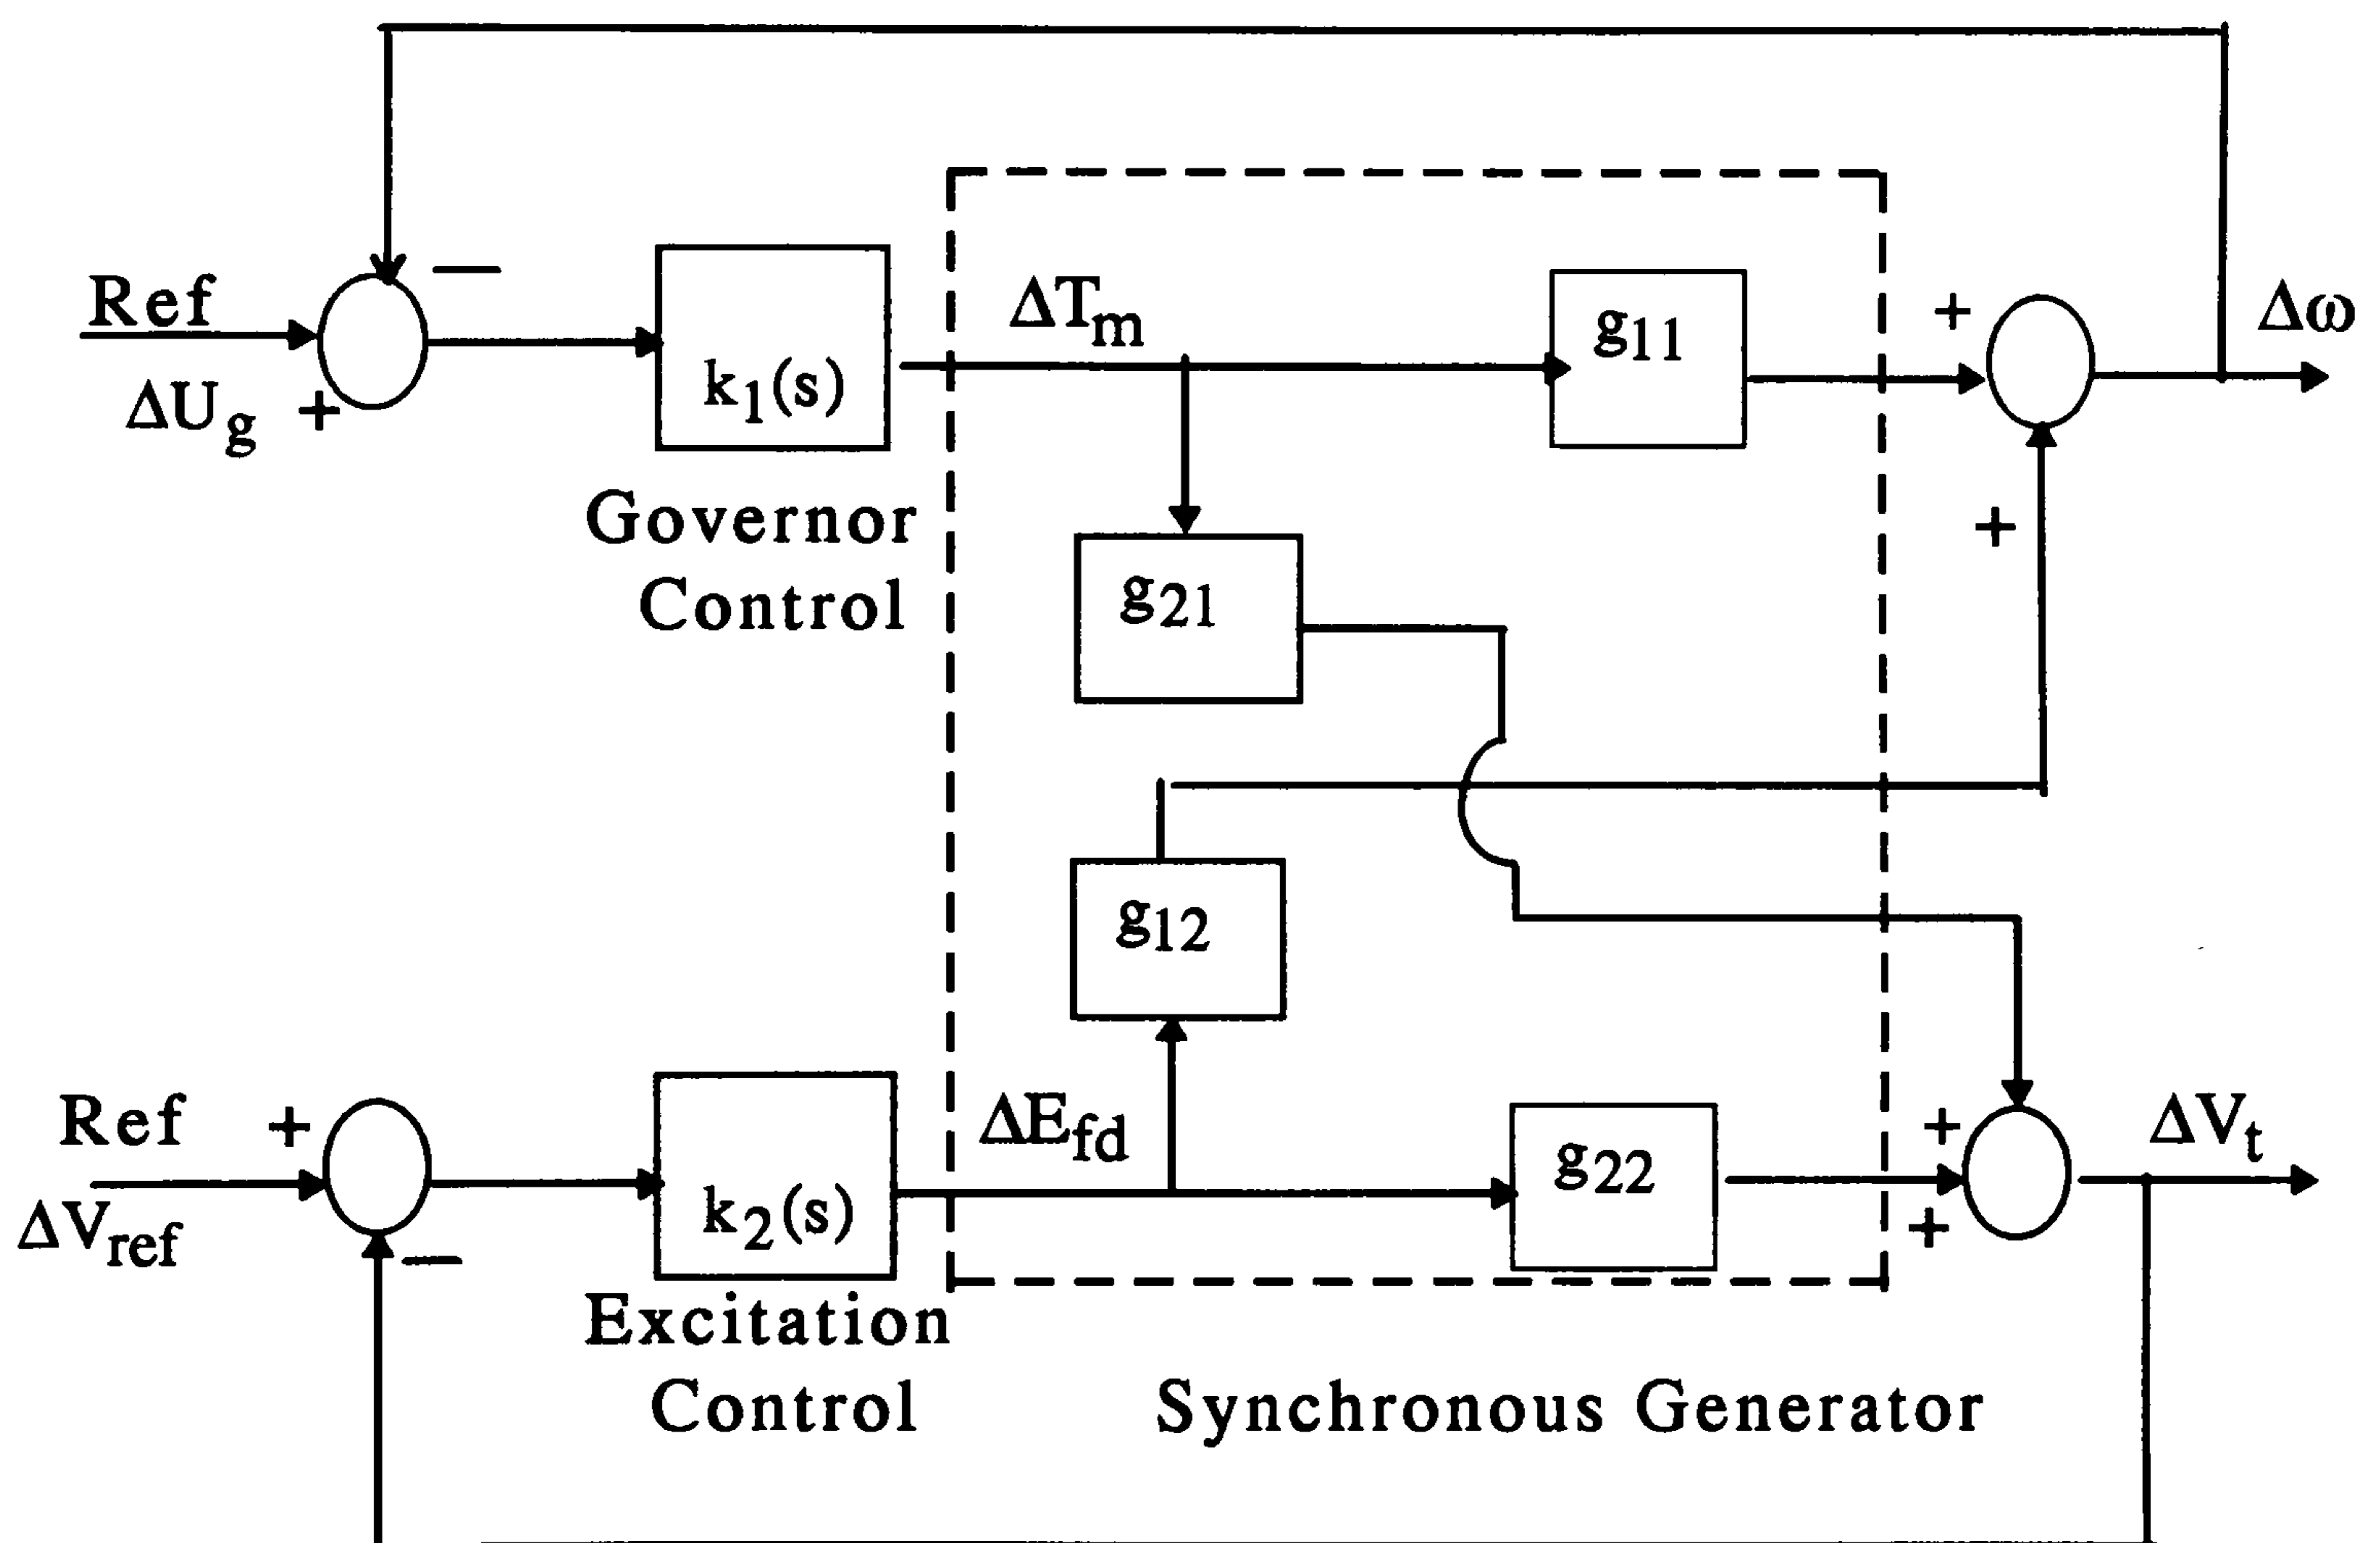 Ref
ΔUg
+
—
k1(s)
Governor
Control
ΔTm
g11
+
+
Δω
g21
g12
Ref
+
ΔVref
—
k2(s)
Excitation
Control
ΔEfd
g22
+
+
ΔVt
Synchronous Generator